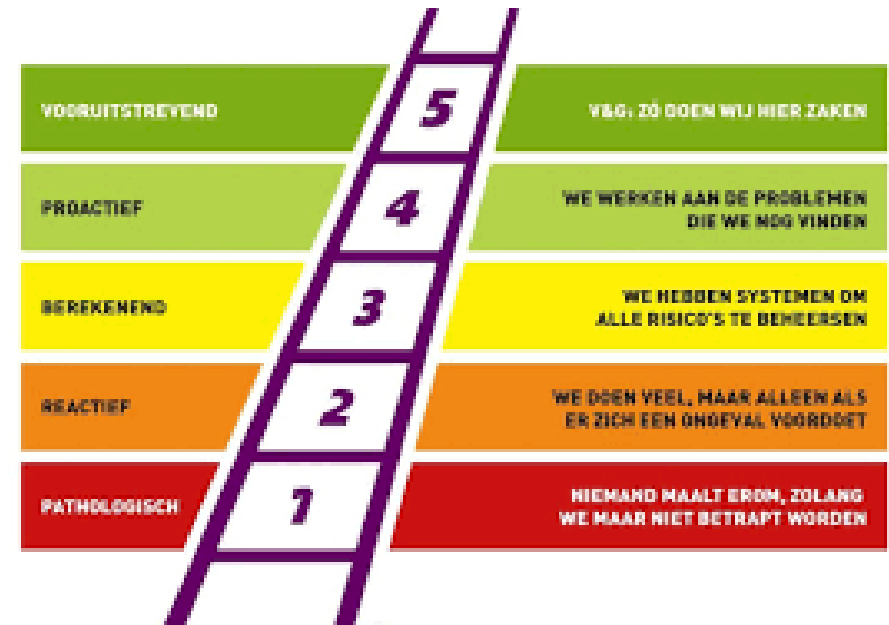 VOORUITSTREVEND
5
V&G: ZÓ DOEN WIJ HIER ZAKEN
PROACTIEF
4
WE WERKEN AAN DE PROBLEMEN
DIE WE NOG VINDEN
BEREKENEND
3
WE HEBBEN SYSTEMEN OM
ALLE RISICO'S TE BEHEERSEN
REACTIEF
2
WE DOEN VEEL, MAAR ALLEEN ALS
ER ZICH EEN ONGEVAL VOORDOET
PATHOLOGISCH
1
NIEMAND MAALT EROM, ZOLANG
WE MAAR NIET BETRAPT WORDEN